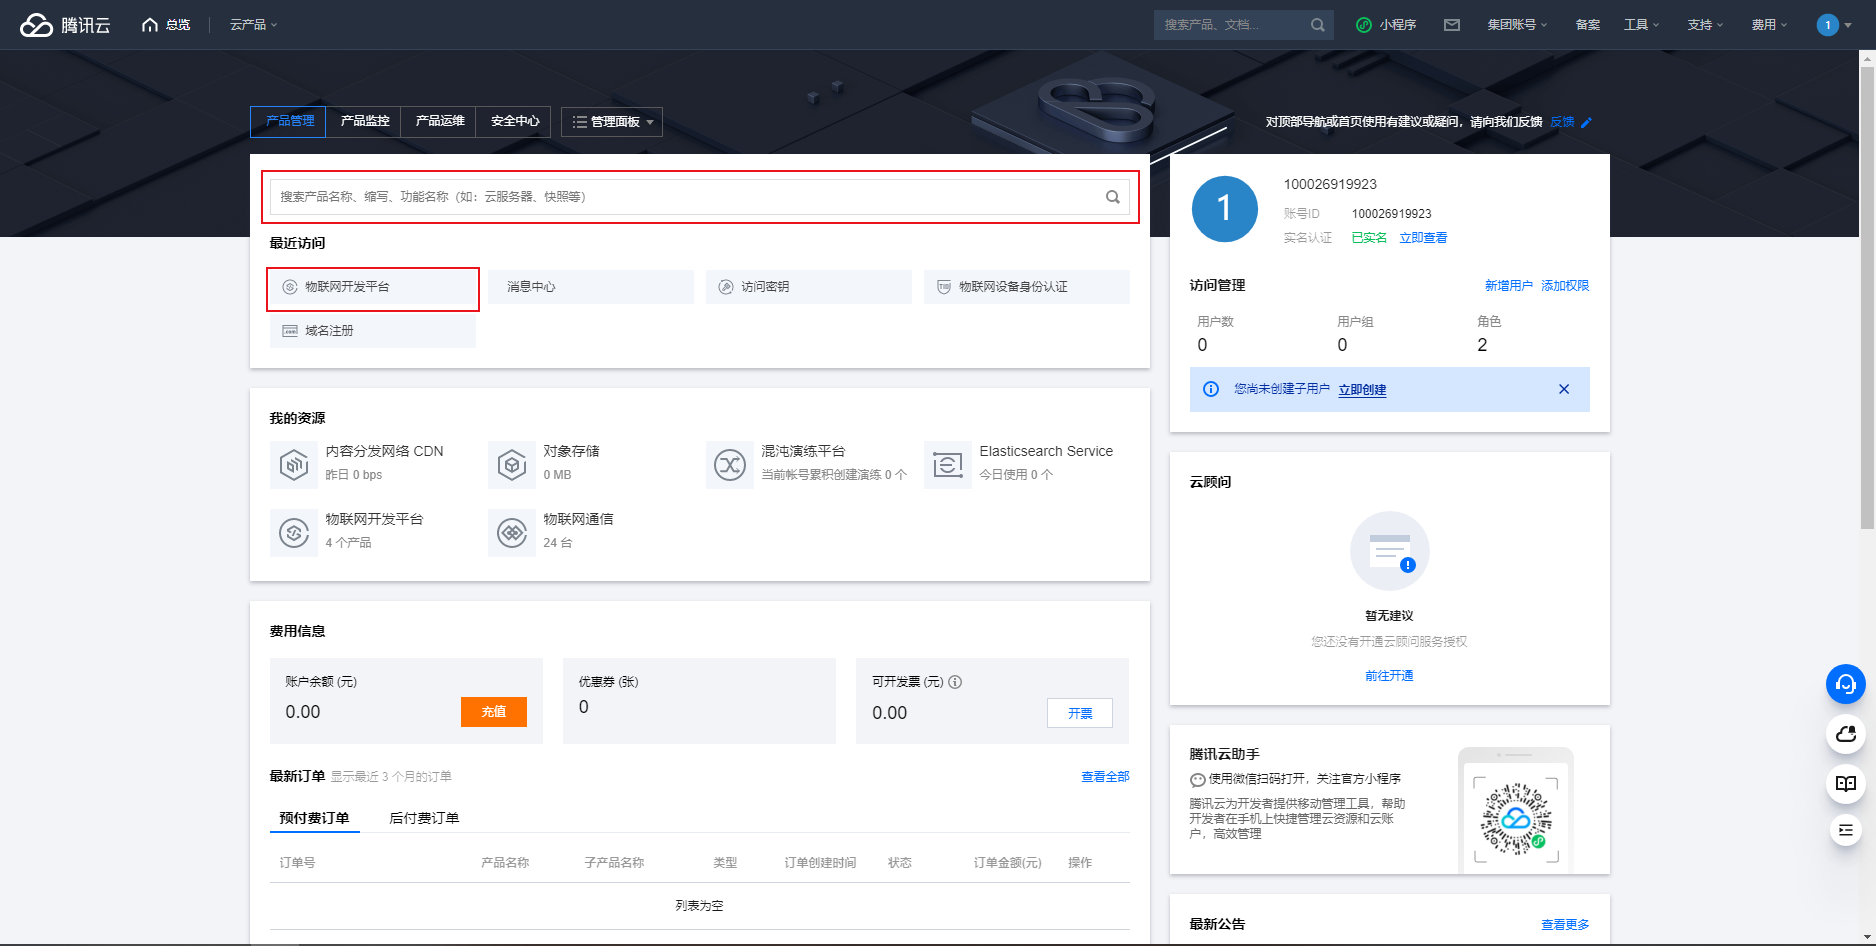 腾讯云
总览
云产品
搜索产品、文档...
小程序
集团账号
备案
工具
支持
费用
1
产品管理
产品监控
产品运维
安全中心
管理面板
对顶部导航或首页使用有建议或疑问，请向我们反馈 反馈
搜索产品名称、缩写、功能名称（如：云服务器、快照等）
最近访问
物联网开发平台
消息中心
访问密钥
物联网设备身份认证
域名注册
1
100026919923
账号ID 100026919923
实名认证 已实名 立即查看
访问管理
新增用户 添加权限
用户数 用户组 角色
0 0 2
您尚未创建子用户 立即创建
我的资源
内容分发网络 CDN
昨日 0 bps
对象存储
0 MB
混沌演练平台
当前帐号累积创建演练 0 个
Elasticsearch Service
今日使用 0 个
物联网开发平台
4 个产品
物联网通信
24 台
云顾问
暂无建议
您还没有开通云顾问服务授权
前往开通
费用信息
账户余额 (元)
0.00
充值
优惠券 (张)
0
可开发票 (元)
0.00
开票
最新订单 显示最近 3 个月的订单
查看全部
预付费订单 后付费订单
订单号 产品名称 子产品名称 类型 订单创建时间 状态 订单金额(元) 操作
列表为空
腾讯云助手
使用微信扫码打开，关注官方小程序
腾讯云为开发者提供移动管理工具，帮助
开发者在手机上快捷管理云资源和云账
户，高效管理
最新公告
查看更多